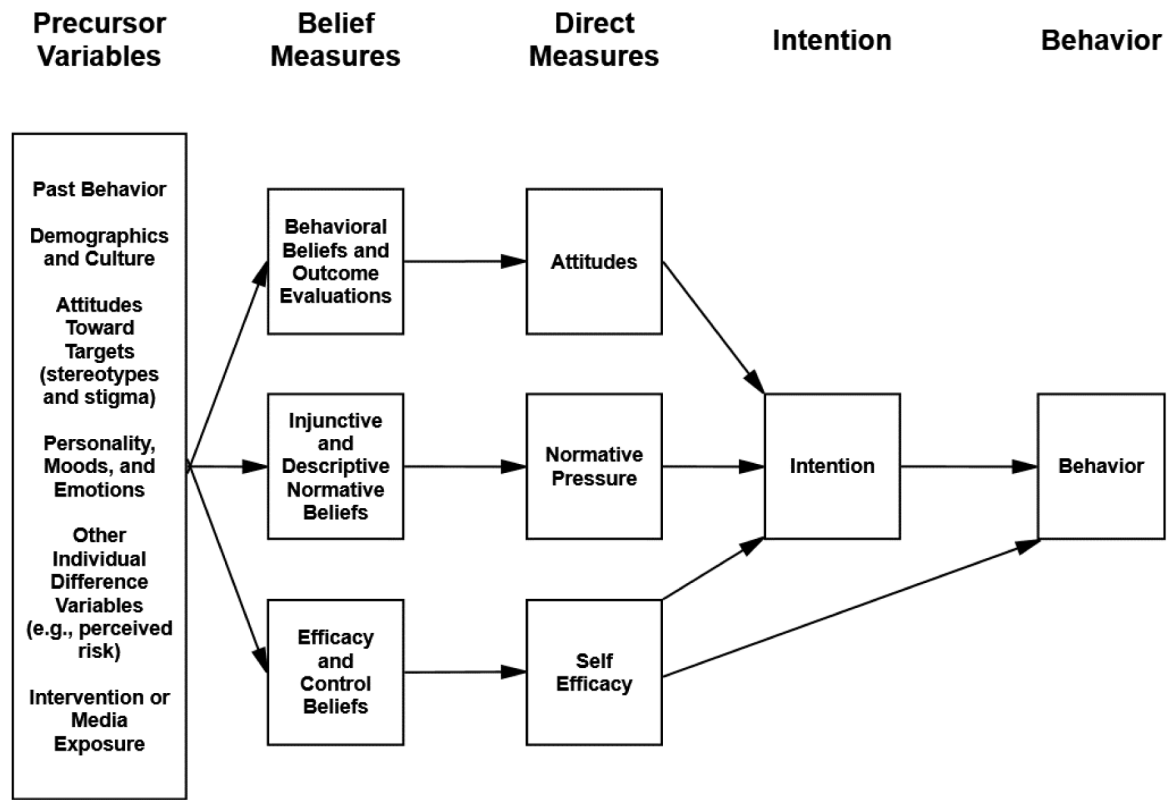 Precursor
Variables
Belief
Measures
Direct
Measures
Intention
Behavior
Past Behavior
Demographics
and Culture
Attitudes
Toward
Targets
(stereotypes
and stigma)
Personality,
Moods, and
Emotions
Other
Individual
Difference
Variables
(e.g., perceived
risk)
Intervention or
Media
Exposure
Behavioral
Beliefs and
Outcome
Evaluations
Injunctive
and
Descriptive
Normative
Beliefs
Efficacy
and
Control
Beliefs
Attitudes
Normative
Pressure
Self
Efficacy
Intention
Behavior